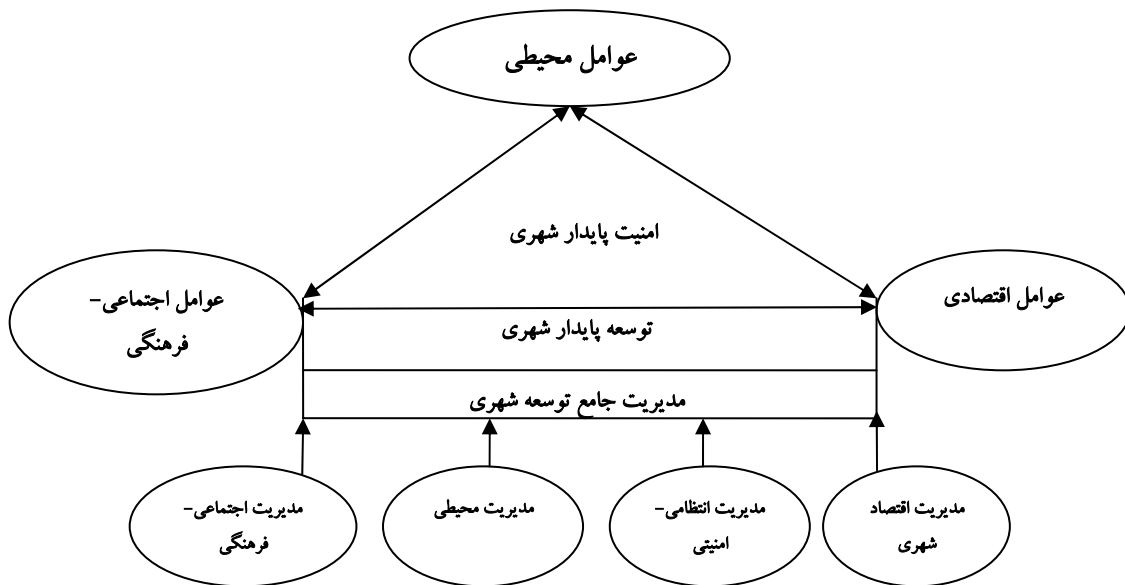 عوامل محیطی
امنیت پایدار شهری
عوامل اقتصادی
عوامل اجتماعی-
فرهنگی
توسعه پایدار شهری
مدیریت جامع توسعه شهری
مدیریت اقتصاد
شهری
مدیریت انتظامی-
امنیتی
مدیریت محیطی
مدیریت اجتماعی-
فرهنگی